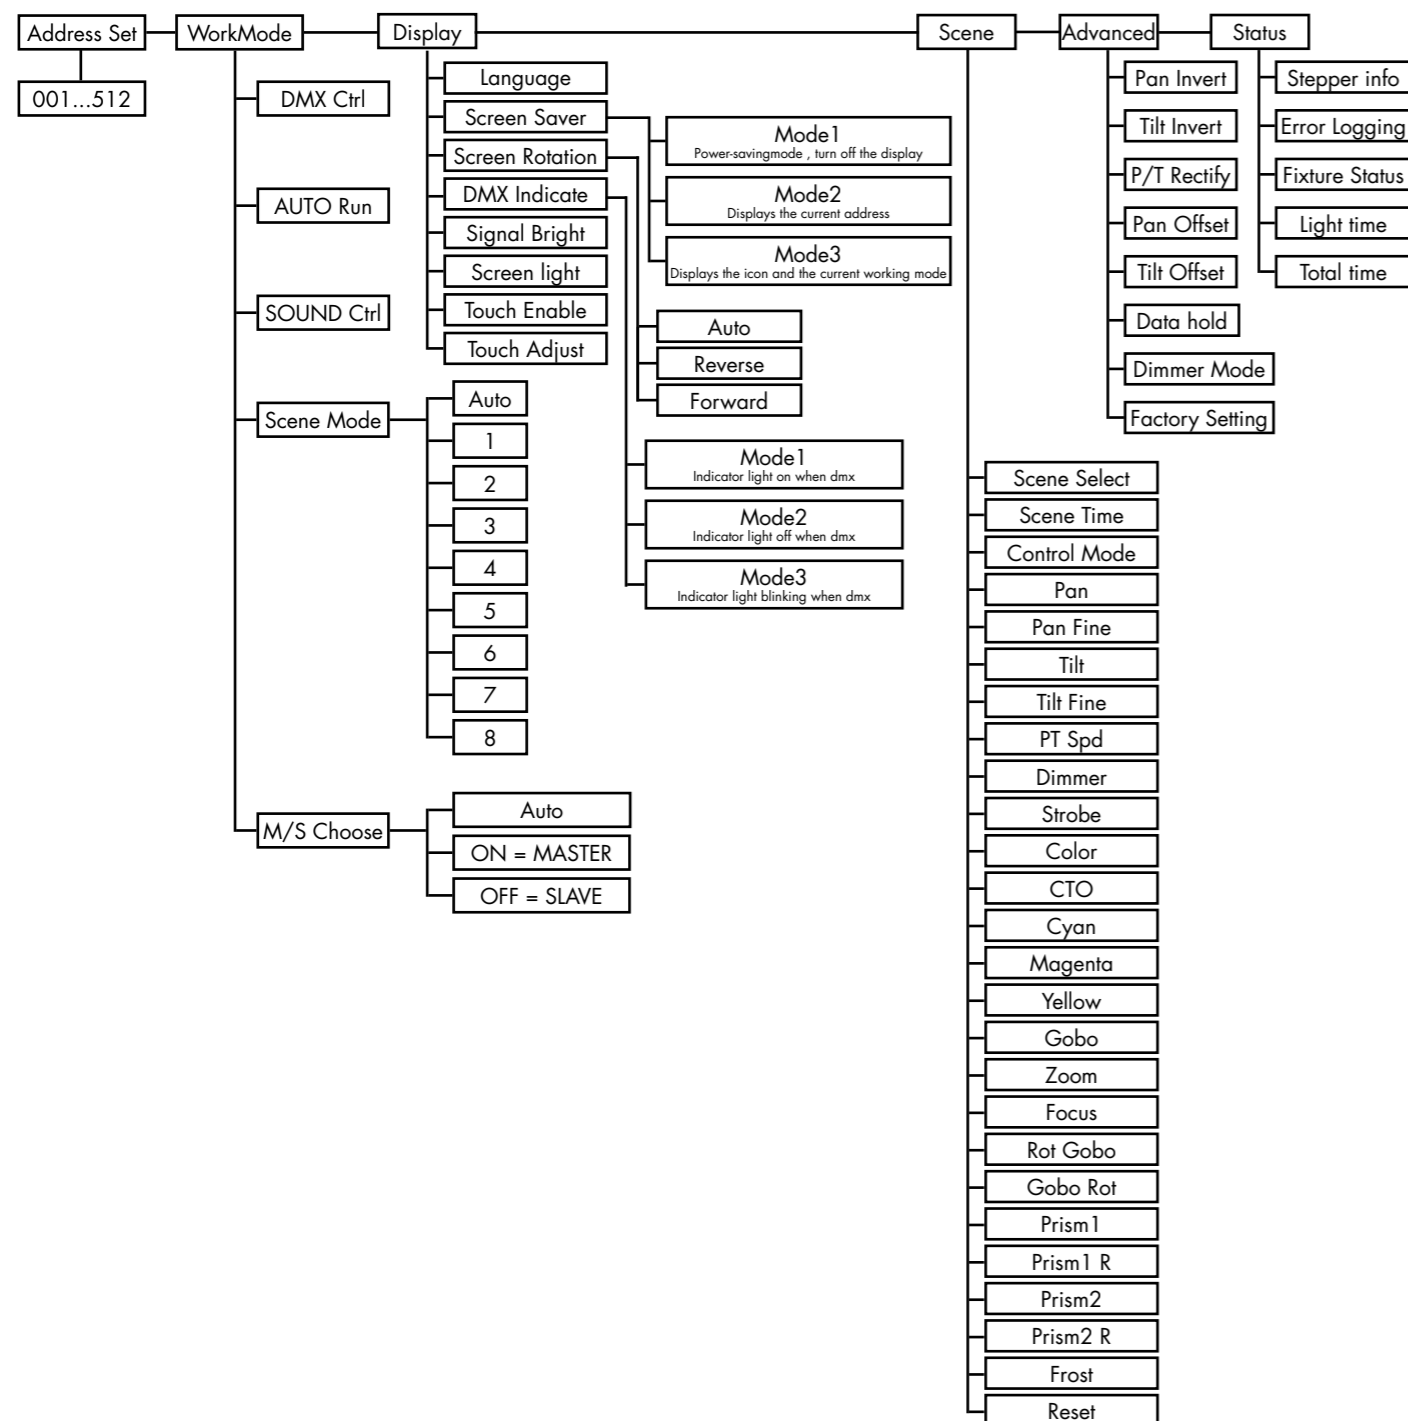 Address Set
WorkMode
Display
Scene
Advanced
Status
001...512
DMX Ctrl
AUTO Run
SOUND Ctrl
Scene Mode
Auto
1
2
3
4
5
6
7
8
M/S Choose
Auto
ON = MASTER
OFF = SLAVE
Language
Screen Saver
Screen Rotation
DMX Indicate
Signal Bright
Screen light
Touch Enable
Touch Adjust
Mode1
Power-savingmode , turn off the display
Mode2
Displays the current address
Mode3
Displays the icon and the current working mode
Auto
Reverse
Forward
Mode1
Indicator light on when dmx
Mode2
Indicator light off when dmx
Mode3
Indicator light blinking when dmx
Scene Select
Scene Time
Control Mode
Pan
Pan Fine
Tilt
Tilt Fine
PT Spd
Dimmer
Strobe
Color
CTO
Cyan
Magenta
Yellow
Gobo
Zoom
Focus
Rot Gobo
Gobo Rot
Prism1
Prism1 R
Prism2
Prism2 R
Frost
Reset
Pan Invert
Tilt Invert
P/T Rectify
Pan Offset
Tilt Offset
Data hold
Dimmer Mode
Factory Setting
Stepper info
Error Logging
Fixture Status
Light time
Total time